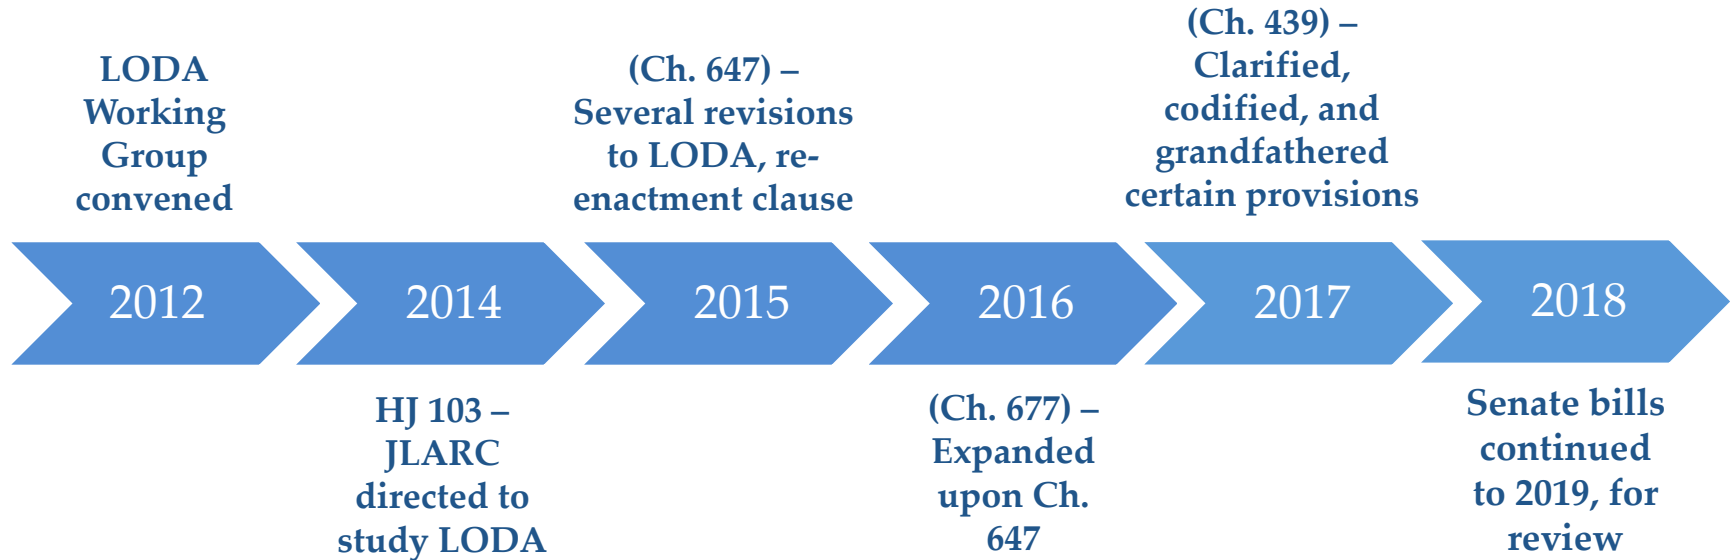 LODA
Working
Group
convened
2012
2014
HJ 103 –
JLARC
directed to
study LODA
(Ch. 647) –
Several revisions
to LODA, re-
enactment clause
2015
2016
(Ch. 677) –
Expanded
upon Ch.
647
(Ch. 439) –
Clarified,
codified, and
grandfathered
certain provisions
2017
2018
Senate bills
continued
to 2019, for
review